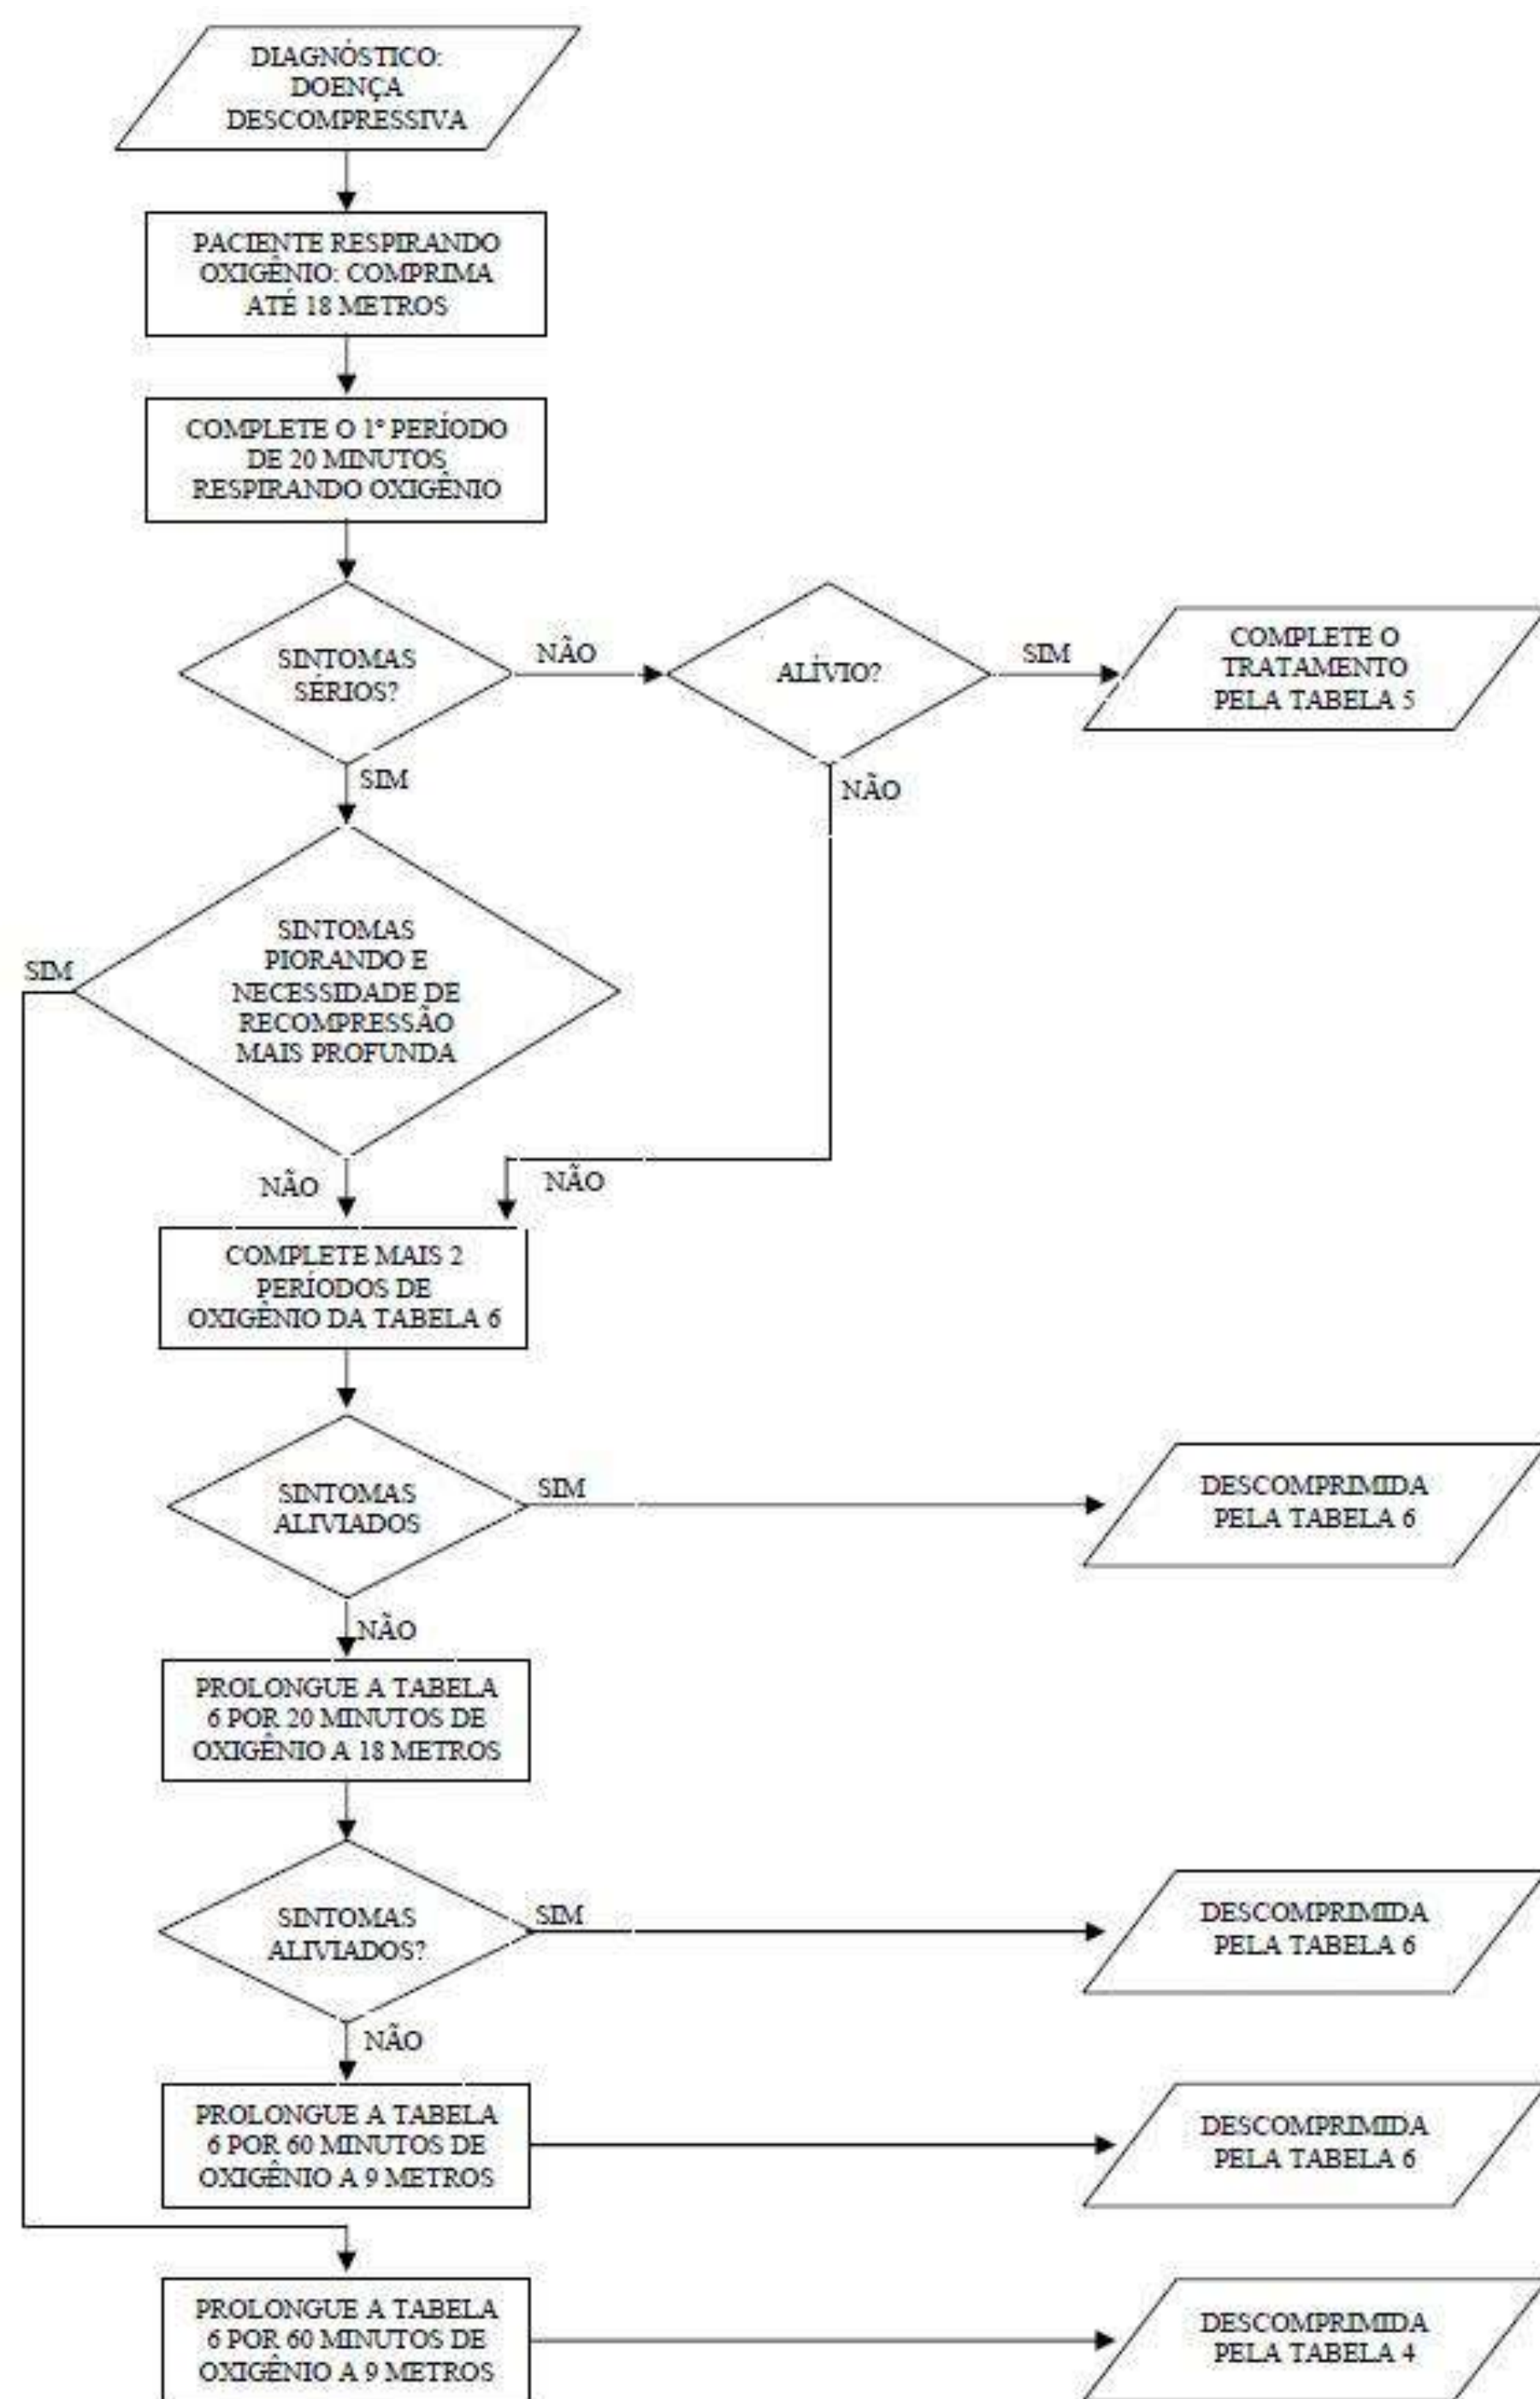 DIAGNÓSTICO:
DOENÇA
DESCOMPRESSIVA
PACIENTE RESPIRANDO
OXIGÊNIO: COMPRIMA
ATÉ 18 METROS
COMPLETE O 1º PERÍODO
DE 20 MINUTOS
RESPIRANDO OXIGÊNIO
SINTOMAS
SÉRIOS?
NÃO
ALÍVIO?
SIM
COMPLETE O
TRATAMENTO
PELA TABELA 5
SIM
NÃO
SINTOMAS
PIORANDO E
NECESSIDADE DE
RECOMPRESSÃO
MAIS PROFUNDA
SIM
NÃO
NÃO
COMPLETE MAIS 2
PERÍODOS DE
OXIGÊNIO DA TABELA 6
SINTOMAS
ALIVIADOS
SIM
DESCOMPRIMIDA
PELA TABELA 6
NÃO
PROLONGUE A TABELA
6 POR 20 MINUTOS DE
OXIGÊNIO A 18 METROS
SINTOMAS
ALIVIADOS?
SIM
DESCOMPRIMIDA
PELA TABELA 6
NÃO
PROLONGUE A TABELA
6 POR 60 MINUTOS DE
OXIGÊNIO A 9 METROS
DESCOMPRIMIDA
PELA TABELA 6
PROLONGUE A TABELA
6 POR 60 MINUTOS DE
OXIGÊNIO A 9 METROS
DESCOMPRIMIDA
PELA TABELA 4